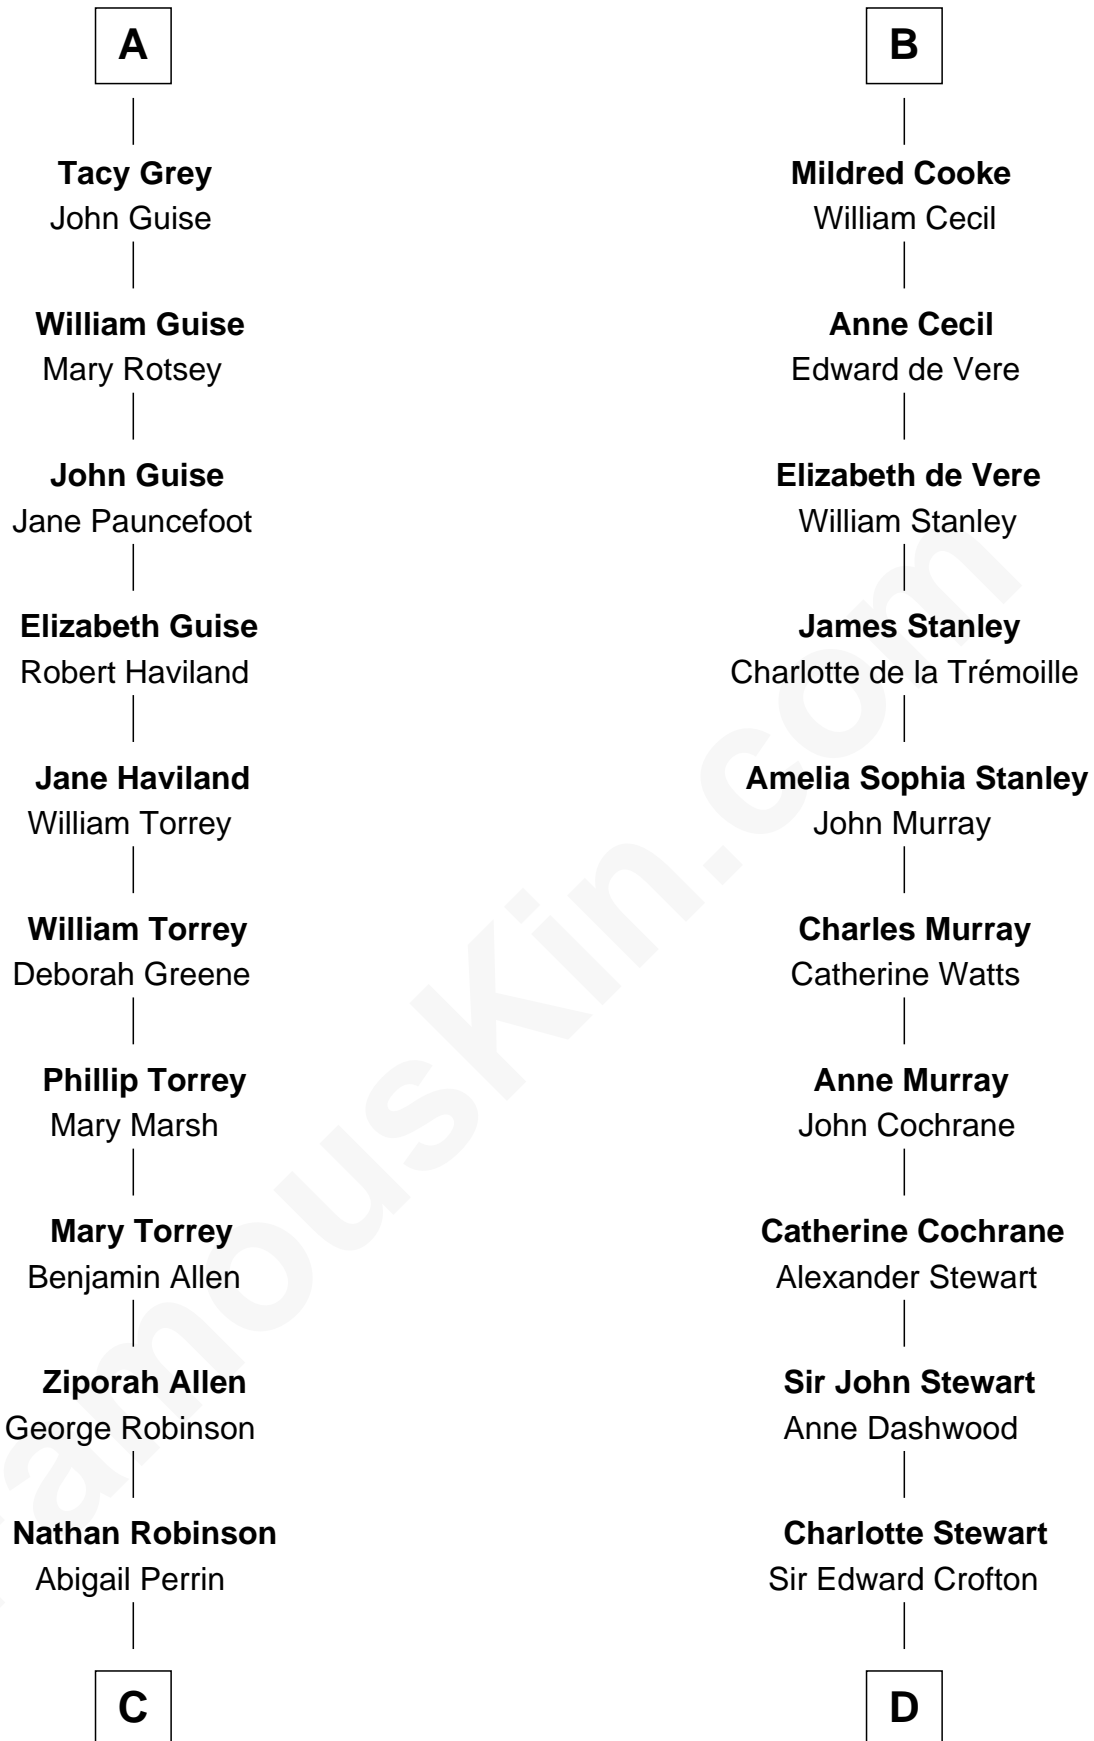 A
Tacy Grey
John Guise
William Guise
Mary Rotsey
John Guise
Jane Pauncefoot
Elizabeth Guise
Robert Haviland
Jane Haviland
William Torrey
William Torrey
Deborah Greene
Phillip Torrey
Mary Marsh
Mary Torrey
Benjamin Allen
Ziporah Allen
George Robinson
Nathan Robinson
Abigail Perrin
C
B
Mildred Cooke
William Cecil
Anne Cecil
Edward de Vere
Elizabeth de Vere
William Stanley
James Stanley
Charlotte de la Trémoille
Amelia Sophia Stanley
John Murray
Charles Murray
Catherine Watts
Anne Murray
John Cochrane
Catherine Cochrane
Alexander Stewart
Sir John Stewart
Anne Dashwood
Charlotte Stewart
Sir Edward Crofton
D
FamousKin.com